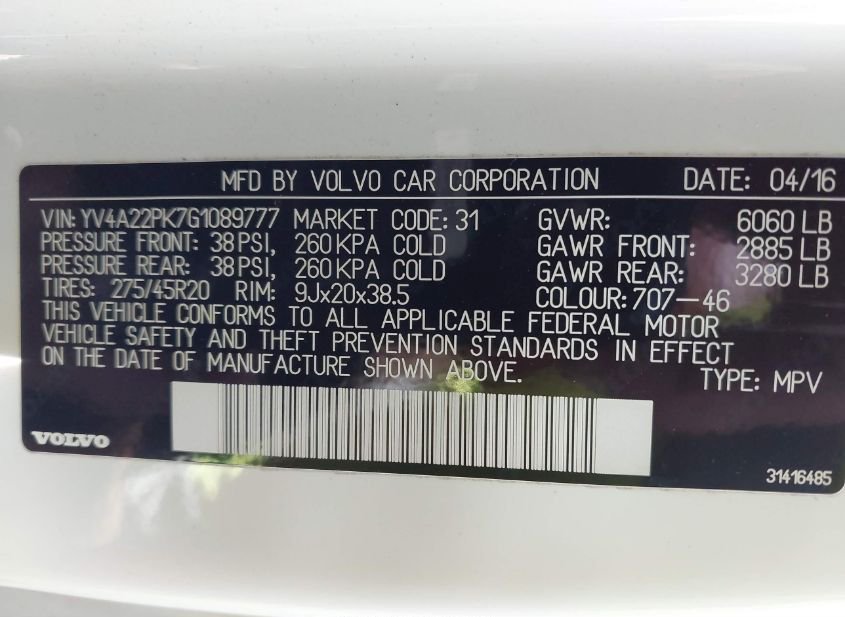 MFD BY VOLVO CAR CORPORATION DATE: 04/16
VIN: YV4A22PK7G1089777 MARKET CODE: 31 GVWR: 6060 LB
PRESSURE FRONT: 38 PSI, 260 KPA COLD GAWR FRONT: 2885 LB
PRESSURE REAR: 38 PSI, 260 KPA COLD GAWR REAR: 3280 LB
TIRES: 275/45R20 RIM: 9Jx20x38.5 COLOUR: 707-46
THIS VEHICLE CONFORMS TO ALL APPLICABLE FEDERAL MOTOR
VEHICLE SAFETY AND THEFT PREVENTION STANDARDS IN EFFECT
ON THE DATE OF MANUFACTURE SHOWN ABOVE. TYPE: MPV
VOLVO
31416485